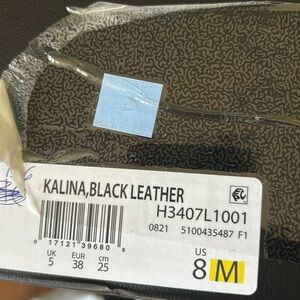 KALINA,BLACK LEATHER
H3407L1001
0821 5100435487 F1
0 17121 39680 6
UK EUR cm US
5 38 25 8 M